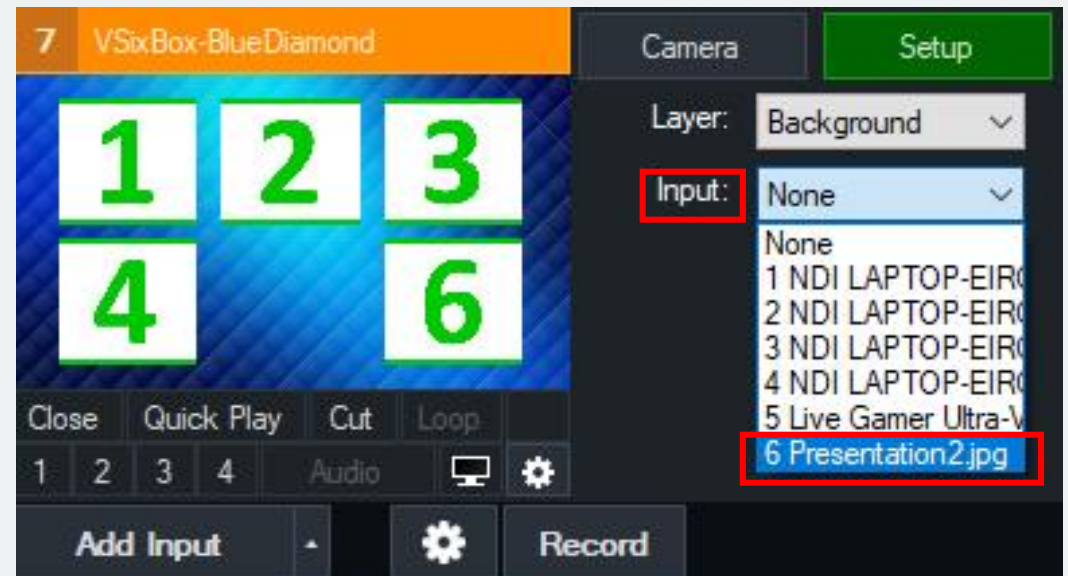 7 VSixBox-BlueDiamond
Camera Setup
Layer: Background
Input: None
None
1 NDI LAPTOP-EIR
2 NDI LAPTOP-EIR
3 NDI LAPTOP-EIR
4 NDI LAPTOP-EIR
5 Live Gamer Ultra-V
6 Presentation2.jpg
1 2 3
4 6
Close Quick Play Cut Loop
1 2 3 4 Audio
Add Input Record